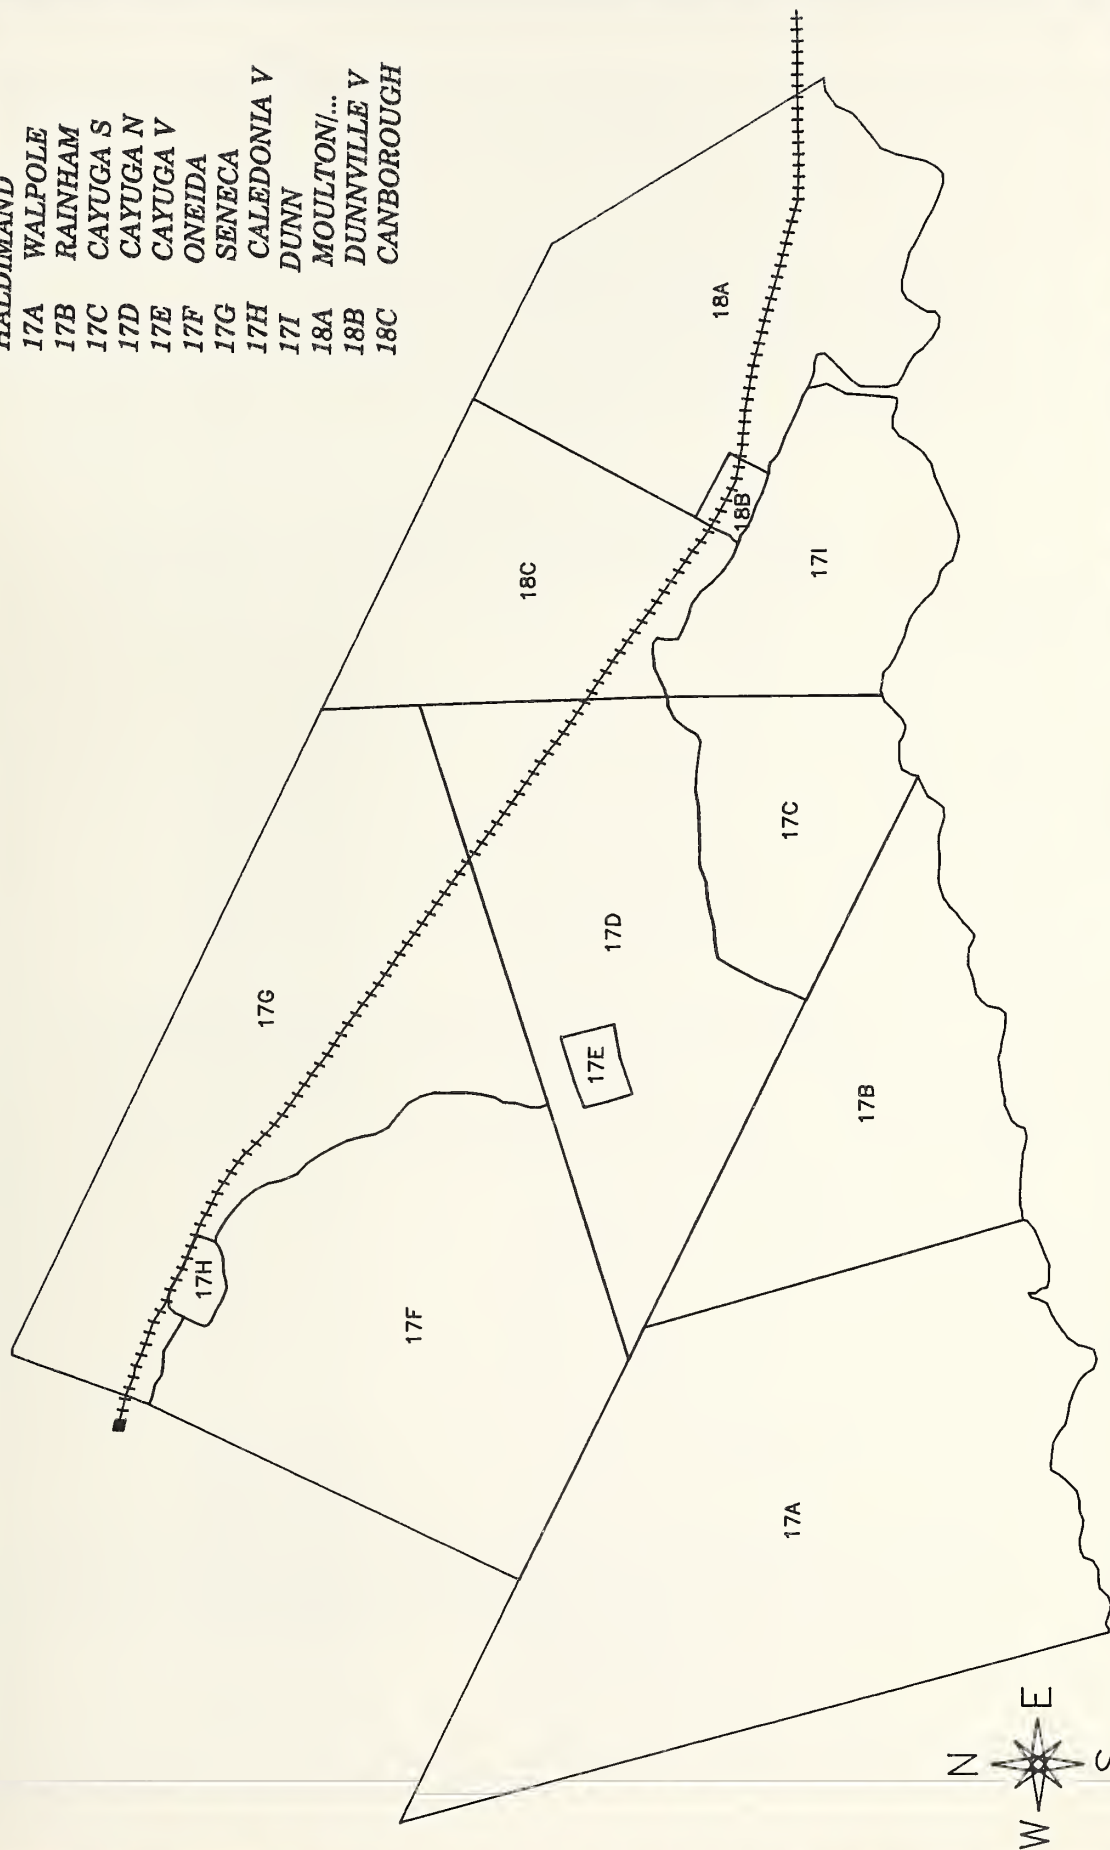 HALDIMAND
17A WALPOLE
17B RAINHAM
17C CAYUGA S
17D CAYUGA N
17E CAYUGA V
17F ONEIDA
17G SENECA
17H CALEDONIA V
17I DUNN
18A MOULTON/...
18B DUNNVILLE V
18C CANBOROUGH
18A
18B
18C
17I
17G
17D
17C
17E
17B
17H
17F
17A
N
W
E
S